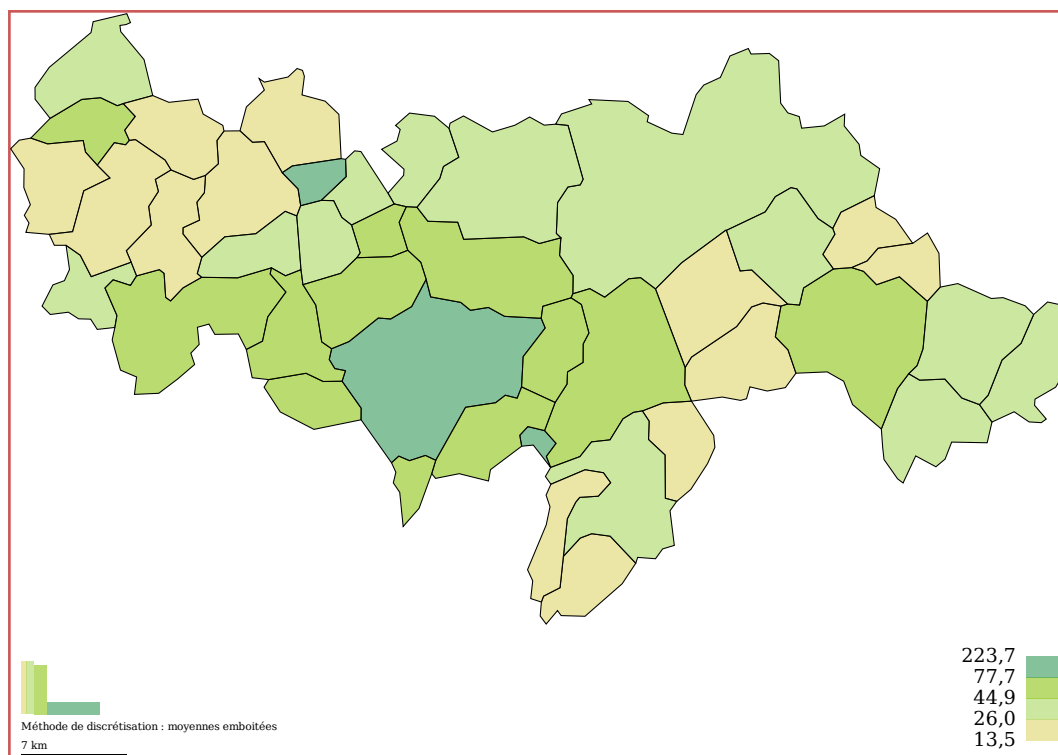 223,7
77,7
44,9
26,0
13,5
Méthode de discrétisation : moyennes emboitées
7 km